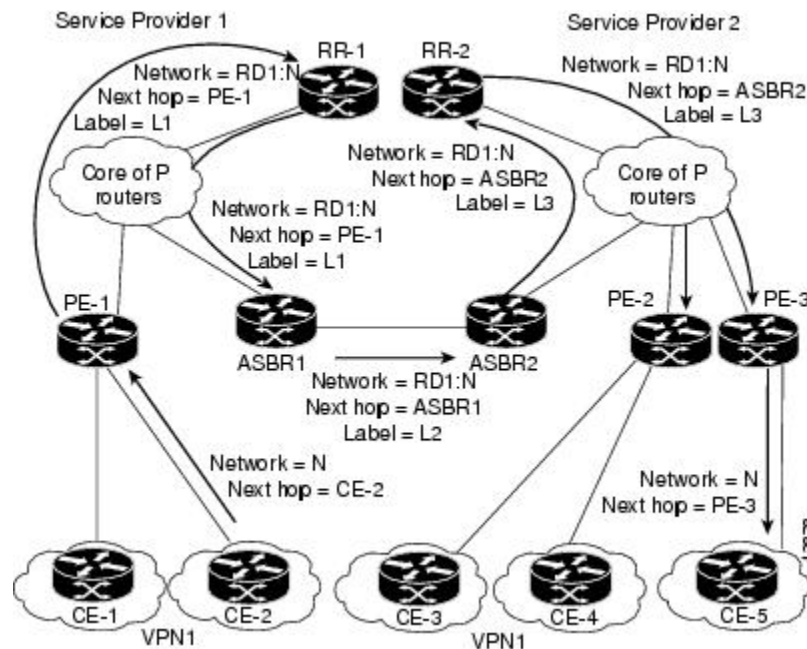 Service Provider 1
Service Provider 2
RR-1
RR-2
Network = RD1:N
Next hop = PE-1
Label = L1
Network = RD1:N
Next hop = ASBR2
Label = L3
Core of P
routers
Network = RD1:N
Next hop = ASBR2
Label = L3
Core of P
routers
Network = RD1:N
Next hop = PE-1
Label = L1
PE-1
PE-2
PE-3
ASBR1
ASBR2
Network = RD1:N
Next hop = ASBR1
Label = L2
Network = N
Next hop = CE-2
Network = N
Next hop = PE-3
CE-1
CE-2
CE-3
CE-4
CE-5
VPN1
VPN1